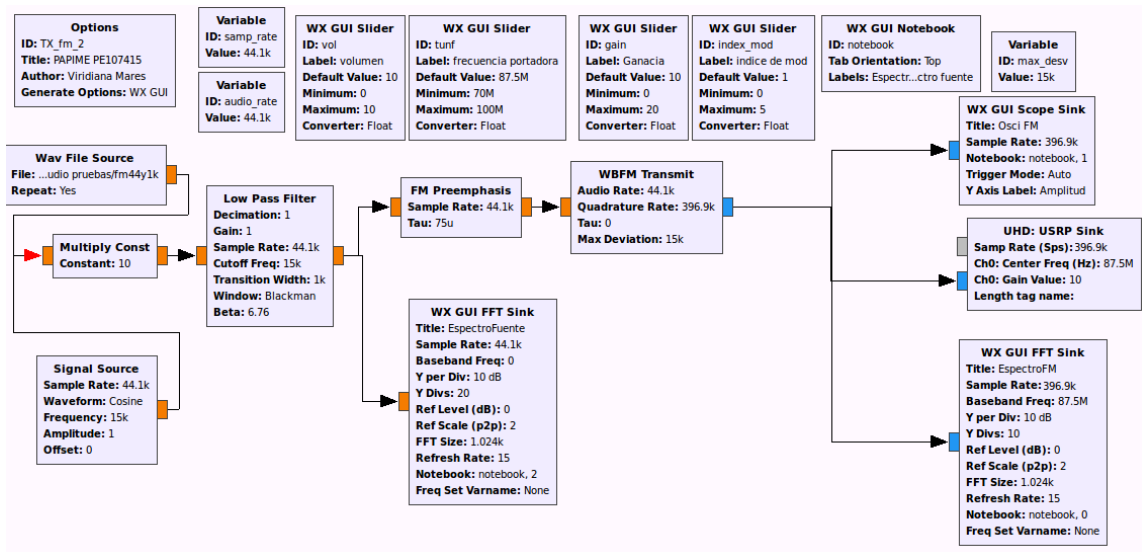 Options
ID: TX_fm_2
Title: PAPIME PE107415
Author: Viridiana Mares
Generate Options: WX GUI
Variable
ID: samp_rate
Value: 44.1k
Variable
ID: audio_rate
Value: 44.1k
WX GUI Slider
ID: vol
Label: volumen
Default Value: 10
Minimum: 0
Maximum: 10
Converter: Float
WX GUI Slider
ID: tunf
Label: frecuencia portadora
Default Value: 87.5M
Minimum: 70M
Maximum: 100M
Converter: Float
WX GUI Slider
ID: gain
Label: Ganacia
Default Value: 10
Minimum: 0
Maximum: 20
Converter: Float
WX GUI Slider
ID: index_mod
Label: indice de mod
Default Value: 1
Minimum: 0
Maximum: 5
Converter: Float
WX GUI Notebook
ID: notebook
Tab Orientation: Top
Labels: Espectr...ctro fuente
Variable
ID: max_desv
Value: 15k
Wav File Source
File: ...udio pruebas/fm44y1k
Repeat: Yes
Multiply Const
Constant: 10
Signal Source
Sample Rate: 44.1k
Waveform: Cosine
Frequency: 15k
Amplitude: 1
Offset: 0
Low Pass Filter
Decimation: 1
Gain: 1
Sample Rate: 44.1k
Cutoff Freq: 15k
Transition Width: 1k
Window: Blackman
Beta: 6.76
FM Preemphasis
Sample Rate: 44.1k
Tau: 75u
WX GUI FFT Sink
Title: EspectroFuente
Sample Rate: 44.1k
Baseband Freq: 0
Y per Div: 10 dB
Y Divs: 20
Ref Level (dB): 0
Ref Scale (p2p): 2
FFT Size: 1.024k
Refresh Rate: 15
Notebook: notebook, 2
Freq Set Varname: None
WBFM Transmit
Audio Rate: 44.1k
Quadrature Rate: 396.9k
Tau: 0
Max Deviation: 15k
WX GUI Scope Sink
Title: Osci FM
Sample Rate: 396.9k
Notebook: notebook, 1
Trigger Mode: Auto
Y Axis Label: Amplitud
UHD: USRP Sink
Samp Rate (Sps): 396.9k
Ch0: Center Freq (Hz): 87.5M
Ch0: Gain Value: 10
Length tag name:
WX GUI FFT Sink
Title: EspectroFM
Sample Rate: 396.9k
Baseband Freq: 87.5M
Y per Div: 10 dB
Y Divs: 10
Ref Level (dB): 0
Ref Scale (p2p): 2
FFT Size: 1.024k
Refresh Rate: 15
Notebook: notebook, 0
Freq Set Varname: None